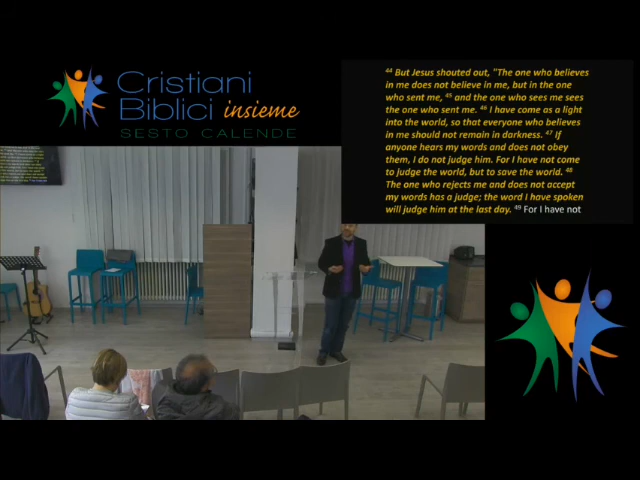 Cristiani
Biblici insieme
SESTO CALENDE
44 But Jesus shouted out, "The one who believes
in me does not believe in me, but in the one
who sent me, 45 and the one who sees me sees
the one who sent me. 46 I have come as a light
into the world, so that everyone who believes
in me should not remain in darkness. 47 If
anyone hears my words and does not obey
them, I do not judge him. For I have not come
to judge the world, but to save the world. 48
The one who rejects me and does not accept
my words has a judge; the word I have spoken
will judge him at the last day. 49 For I have not